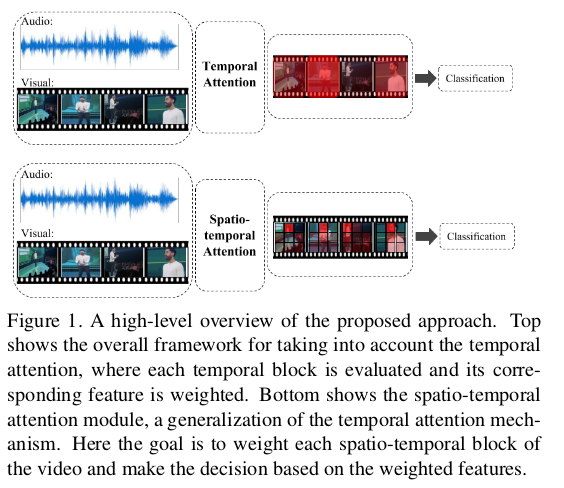 Audio:
Visual:
Temporal
Attention
Classification
Audio:
Visual:
Spatio-
temporal
Attention
Classification
Figure 1. A high-level overview of the proposed approach. Top
shows the overall framework for taking into account the temporal
attention, where each temporal block is evaluated and its corre-
sponding feature is weighted. Bottom shows the spatio-temporal
attention module, a generalization of the temporal attention mech-
anism. Here the goal is to weight each spatio-temporal block of
the video and make the decision based on the weighted features.